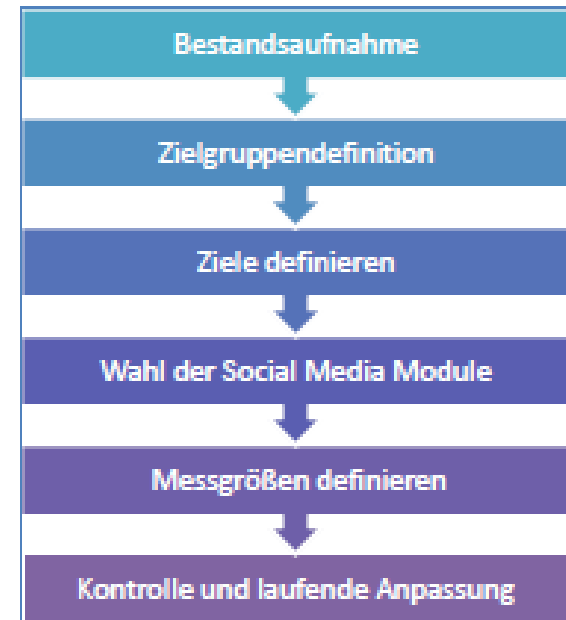 Bestandsaufnahme
Zielgruppendefinition
Ziele definieren
Wahl der Social Media Module
Messgrößen definieren
Kontrolle und laufende Anpassung